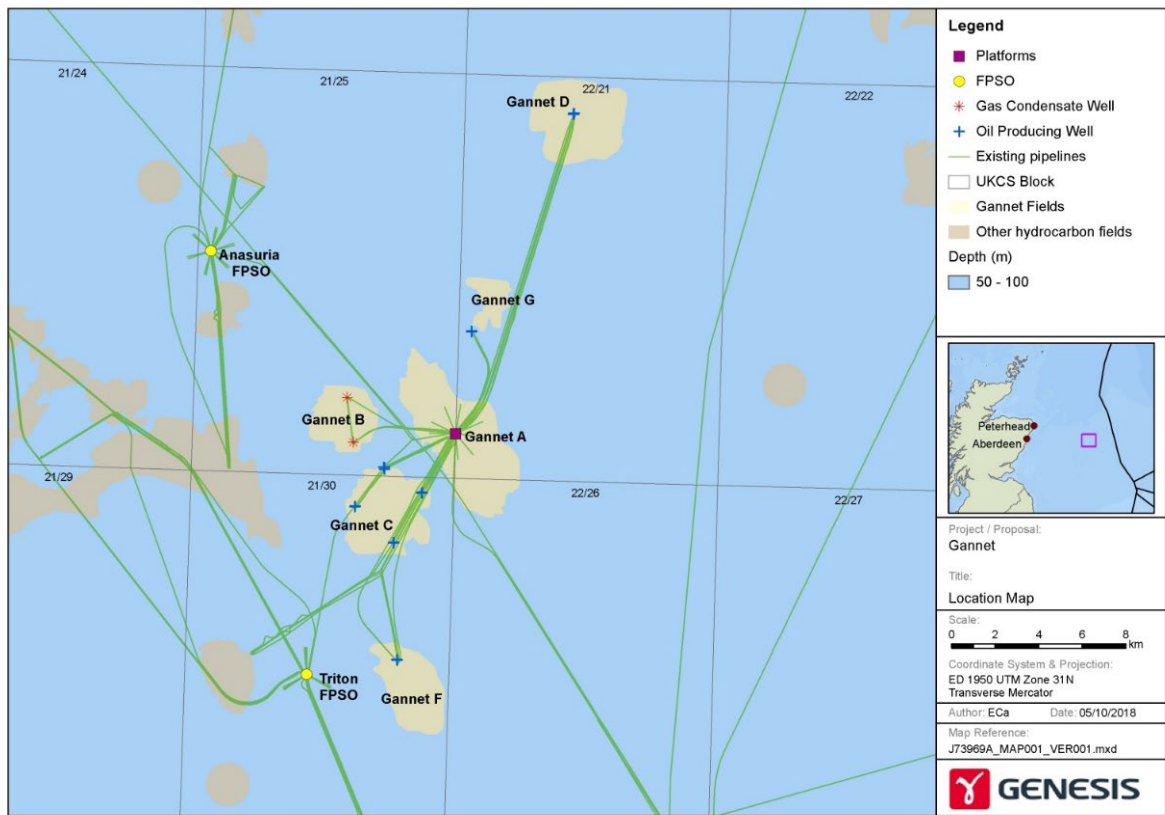 21/24
21/25
22/21
22/22
Gannet D
Anasuria
FPSO
Gannet G
Gannet B
Gannet A
21/29
21/30
22/26
22/27
Gannet C
Triton
FPSO
Gannet F
Legend
Platforms
FPSO
Gas Condensate Well
Oil Producing Well
Existing pipelines
UKCS Block
Gannet Fields
Other hydrocarbon fields
Depth (m)
50 - 100
Peterhead
Aberdeen
Project / Proposal:
Gannet
Title:
Location Map
Scale:
0 2 4 6 8
km
Coordinate System & Projection:
ED 1950 UTM Zone 31N
Transverse Mercator
Author: ECa Date: 05/10/2018
Map Reference:
J73969A_MAP001_VER001.mxd
GENESIS